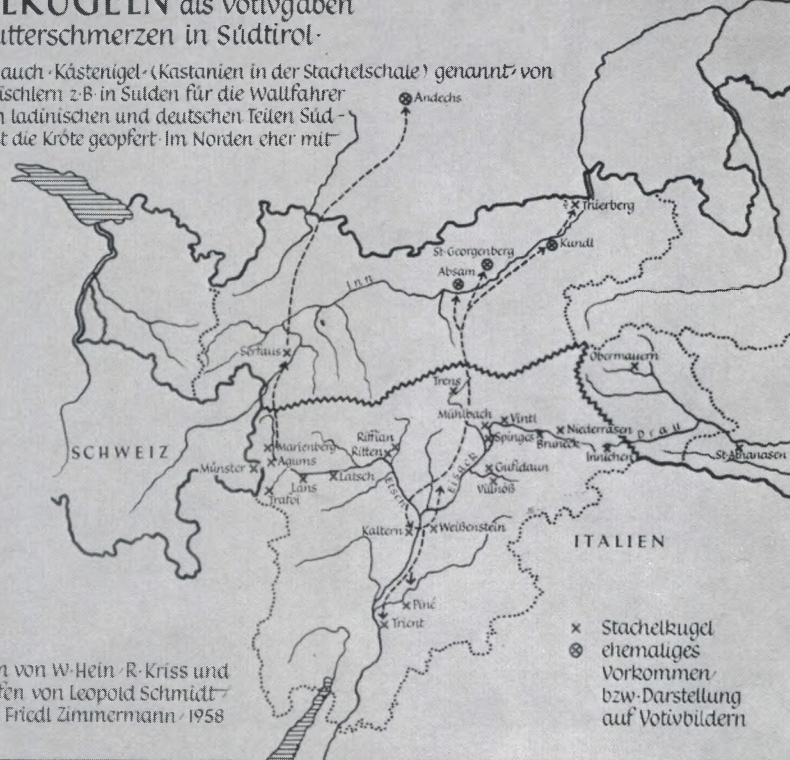 ELKUGELN als Votivgaben
utterschmerzen in Südtirol·
auch·Kästenigel·(Kastanien in der Stachelschale) genannt, von
ischlern z·B· in Sulden für die Wallfahrer
n ladinischen und deutschen Teilen Süd-
t die Kröte geopfert· Im Norden eher mit
Andechs
Thierberg
Kundl
St·Georgenberg
Absam
Inn
Serfaus
Obermauern
Trens
Mühlbach
Vintl
Spinges
Niederrasen
Bruneck
Innichen
Drau
St·Athanasen
SCHWEIZ
Marienberg
Riffian
Ritten
Münster
Agums
Laas
Latsch
Trafoi
Etsch
Eisack
Gufidaun
Villnöß
Kaltern
Weißenstein
ITALIEN
Piné
Trient
Stachelkugel
ehemaliges
Vorkommen/
bzw·Darstellung
auf Votivbildern
n von W·Hein/R·Kriss und
fen von Leopold Schmidt
Friedl Zimmermann/1958